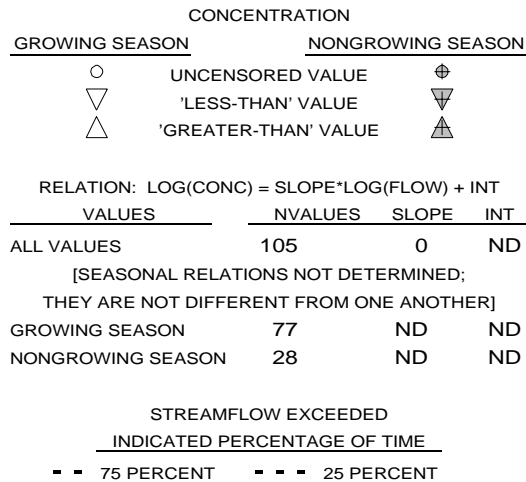 CONCENTRATION
GROWING SEASON NONGROWING SEASON
UNCENSORED VALUE
'LESS-THAN' VALUE
'GREATER-THAN' VALUE
RELATION: LOG(CONC) = SLOPE*LOG(FLOW) + INT
VALUES NVALUES SLOPE INT
ALL VALUES 105 0 ND
[SEASONAL RELATIONS NOT DETERMINED;
THEY ARE NOT DIFFERENT FROM ONE ANOTHER]
GROWING SEASON 77 ND ND
NONGROWING SEASON 28 ND ND
STREAMFLOW EXCEEDED
INDICATED PERCENTAGE OF TIME
75 PERCENT 25 PERCENT